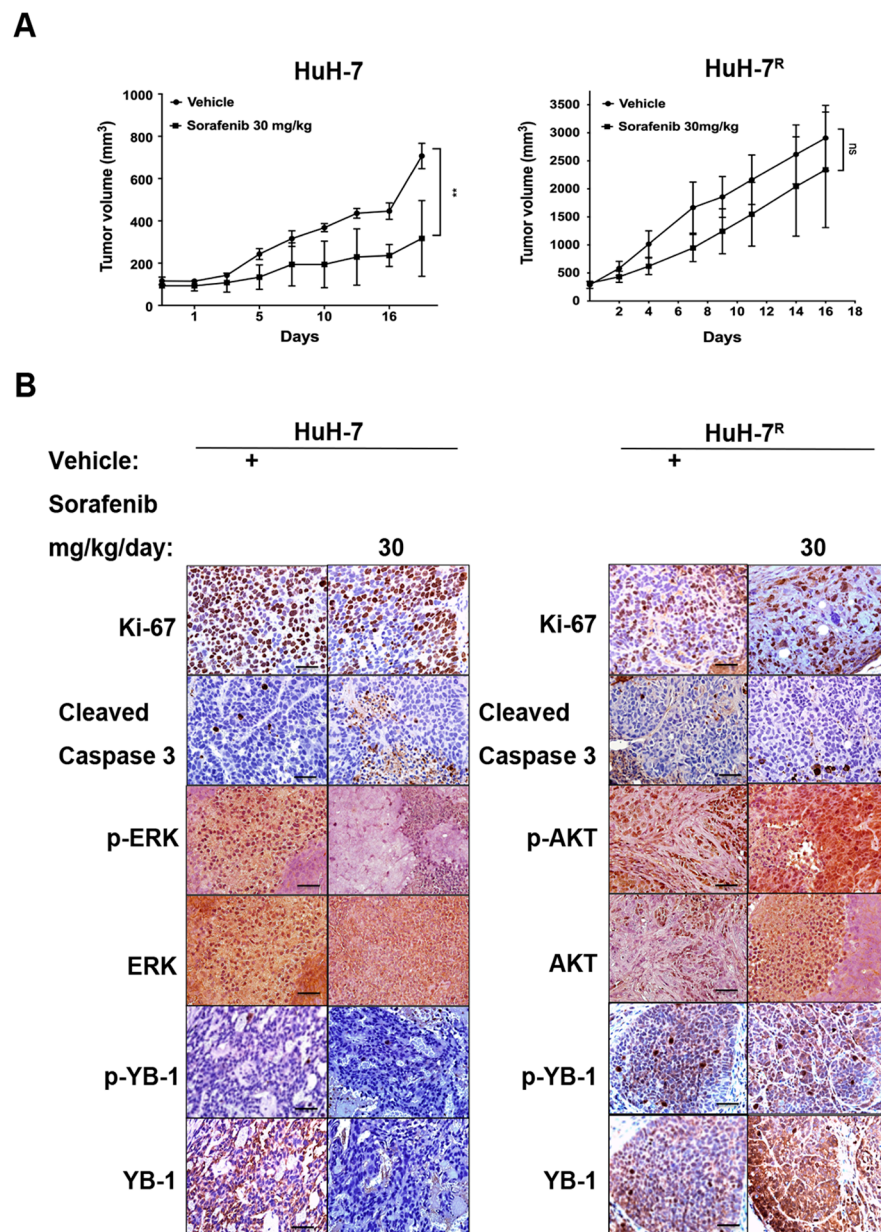 A
HuH-7
Vehicle
Sorafenib 30 mg/kg
Tumor volume (mm³)
1000
800
600
400
200
0
1
5
10
16
Days
**
HuH-7ᴿ
Vehicle
Sorafenib 30mg/kg
Tumor volume (mm³)
3500
3000
2500
2000
1500
1000
500
0
2
4
6
8
10
12
14
16
18
Days
ns
B
HuH-7
HuH-7ᴿ
Vehicle:
+
+
Sorafenib
mg/kg/day:
30
30
Ki-67
Cleaved
Caspase 3
p-ERK
ERK
p-YB-1
YB-1
Ki-67
Cleaved
Caspase 3
p-AKT
AKT
p-YB-1
YB-1